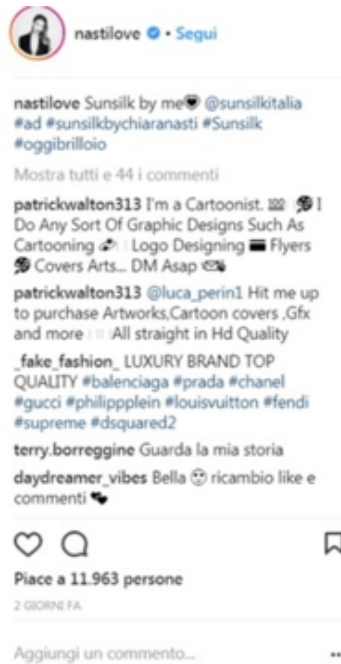 nastilove • Segui
nastilove Sunsilk by me🖤 @sunsilkitalia
#ad #sunsilkbychiaranasti #Sunsilk
#oggibrilloio
Mostra tutti e 44 i commenti
patrickwalton313 I'm a Cartoonist. 💯 🎨 I
Do Any Sort Of Graphic Designs Such As
Cartooning Logo Designing Flyers
🎨 Covers Arts... DM Asap
patrickwalton313 @luca_perin1 Hit me up
to purchase Artworks,Cartoon covers ,Gfx
and more All straight in Hd Quality
_fake_fashion_ LUXURY BRAND TOP
QUALITY #balenciaga #prada #chanel
#gucci #philippplein #louisvuitton #fendi
#supreme #dsquared2
terry.borreggine Guarda la mia storia
daydreamer_vibes Bella 😍 ricambio like e
commenti 💕
Piace a 11.963 persone
2 GIORNI FA
Aggiungi un commento...